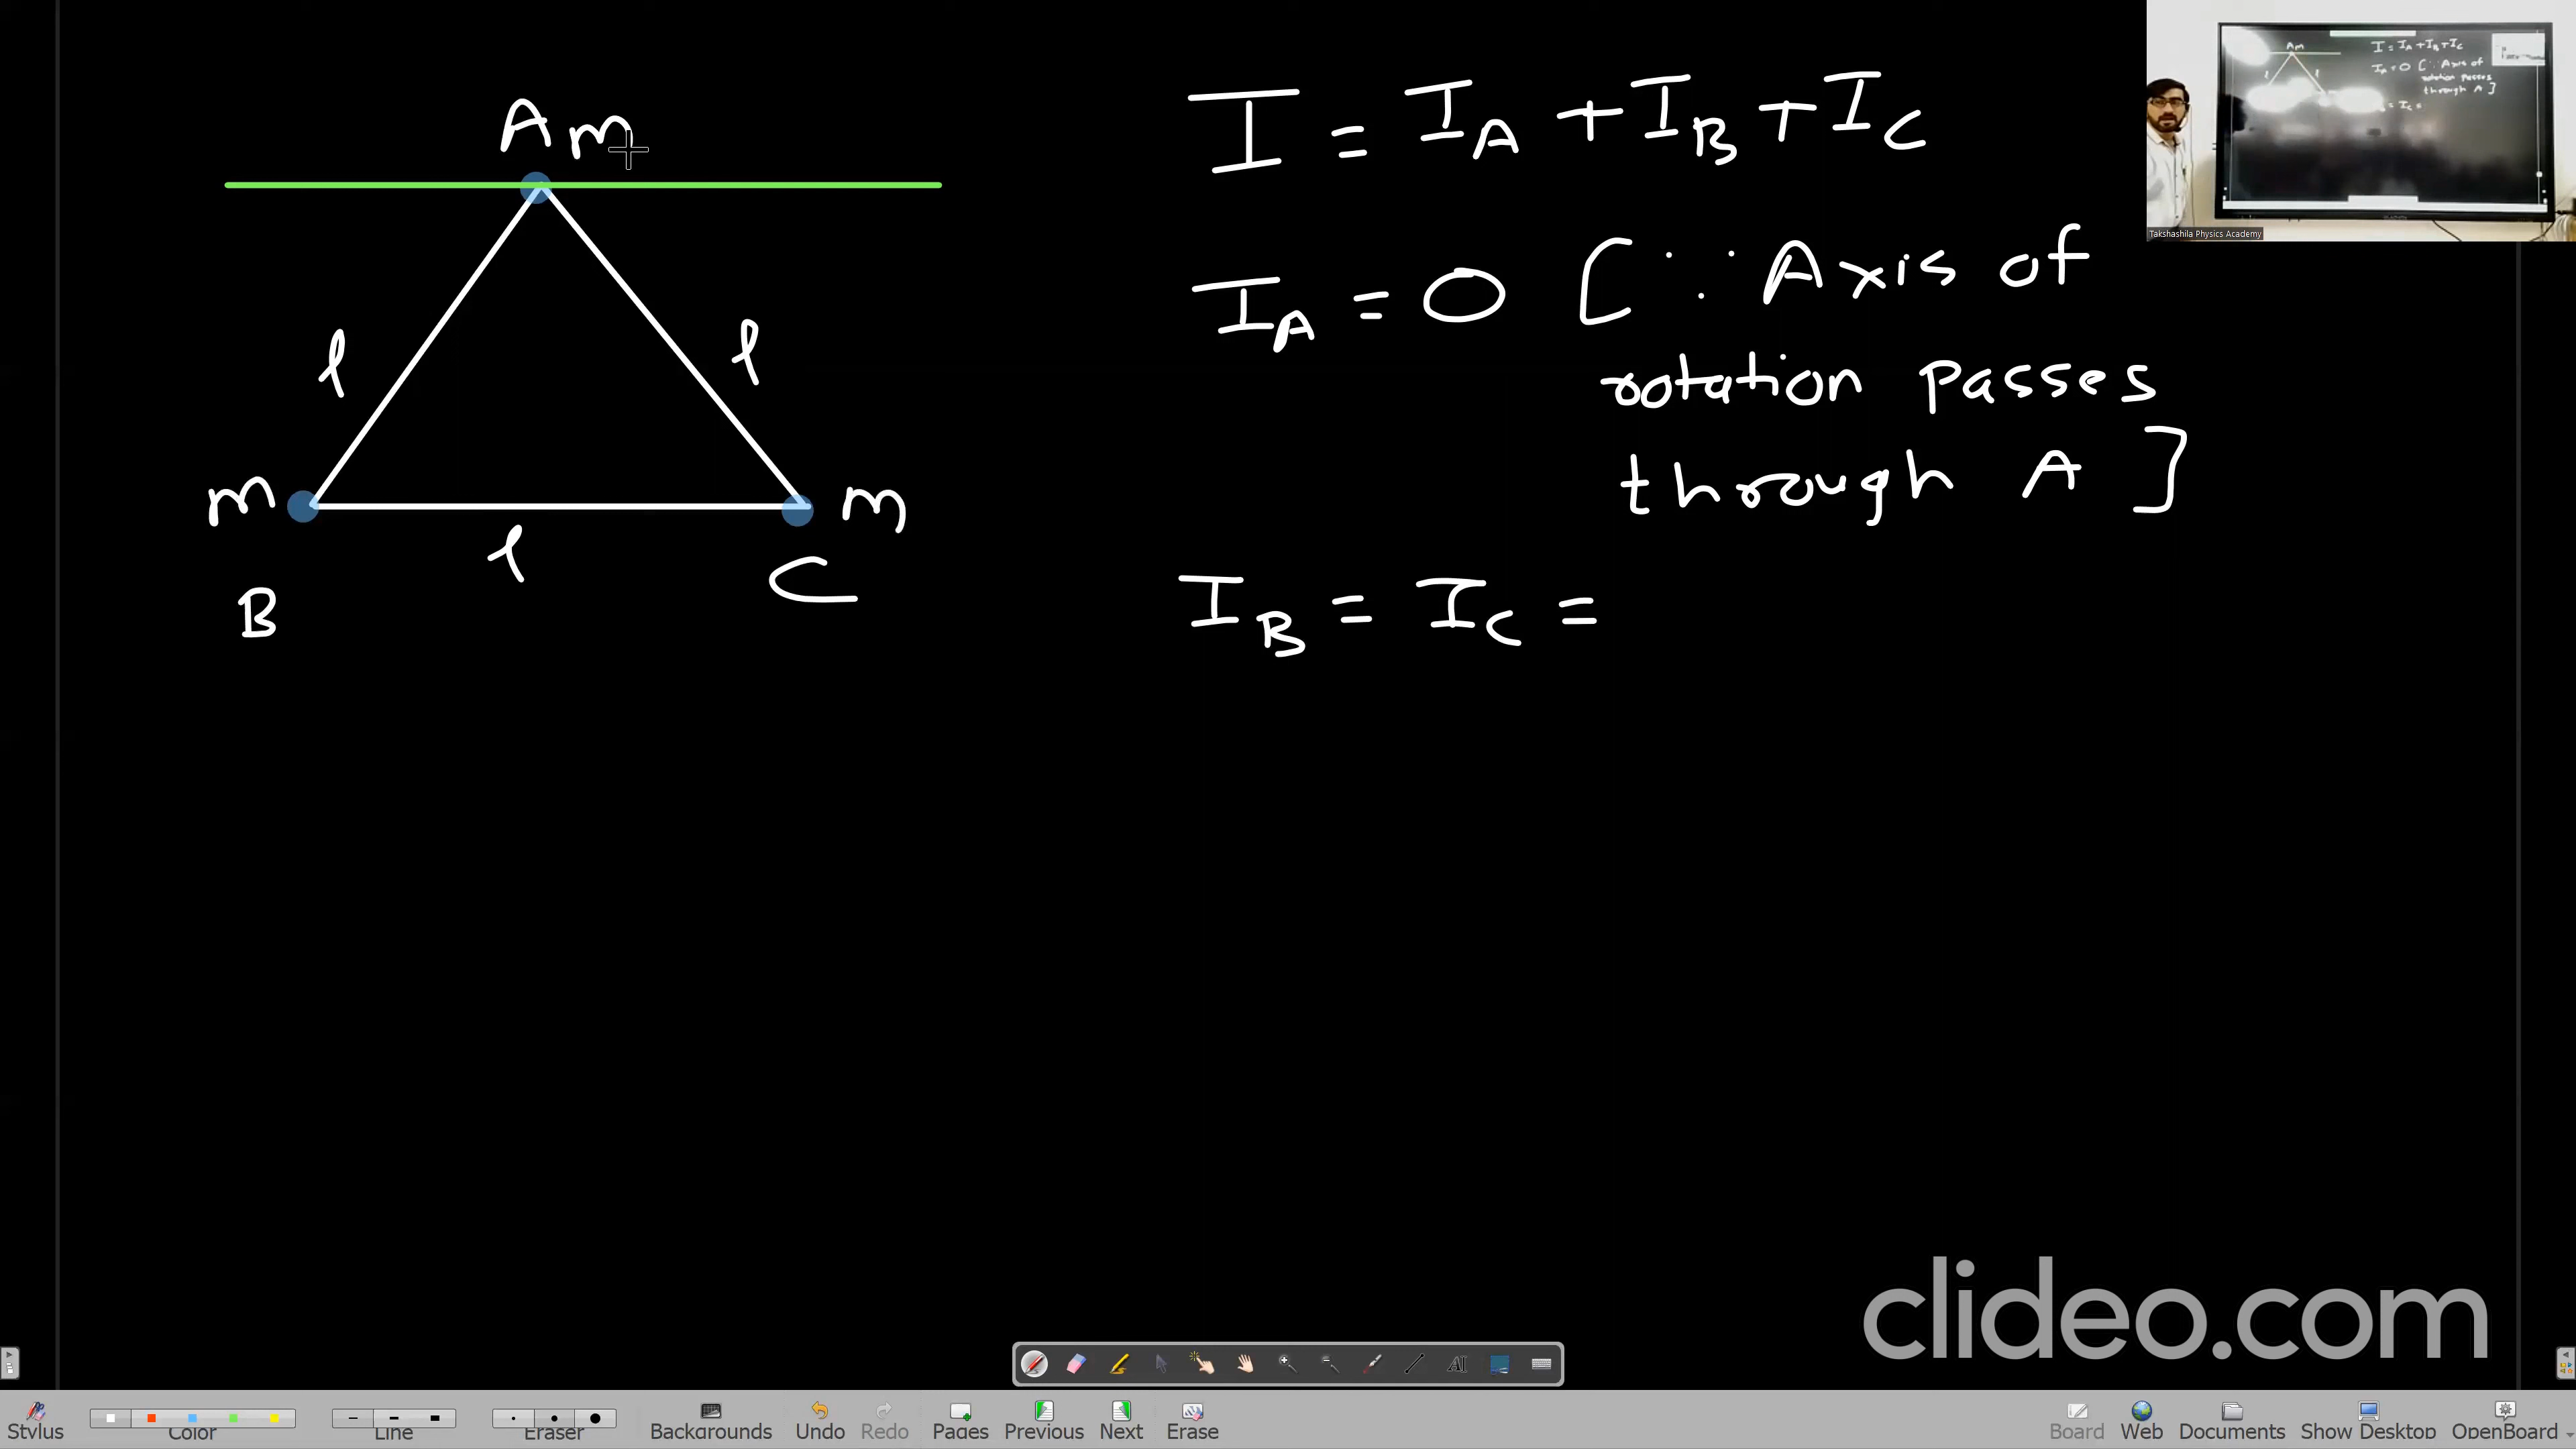 A m
l
l
m
m
l
B
C
I = I_A + I_B + I_C
I_A = 0 [ ∵ Axis of
rotation passes
through A ]
I_B = I_C =
Takshashila Physics Academy
clideo.com
Stylus
Color
Line
Eraser
Backgrounds
Undo
Redo
Pages
Previous
Next
Erase
Board
Web
Documents
Show Desktop
OpenBoard